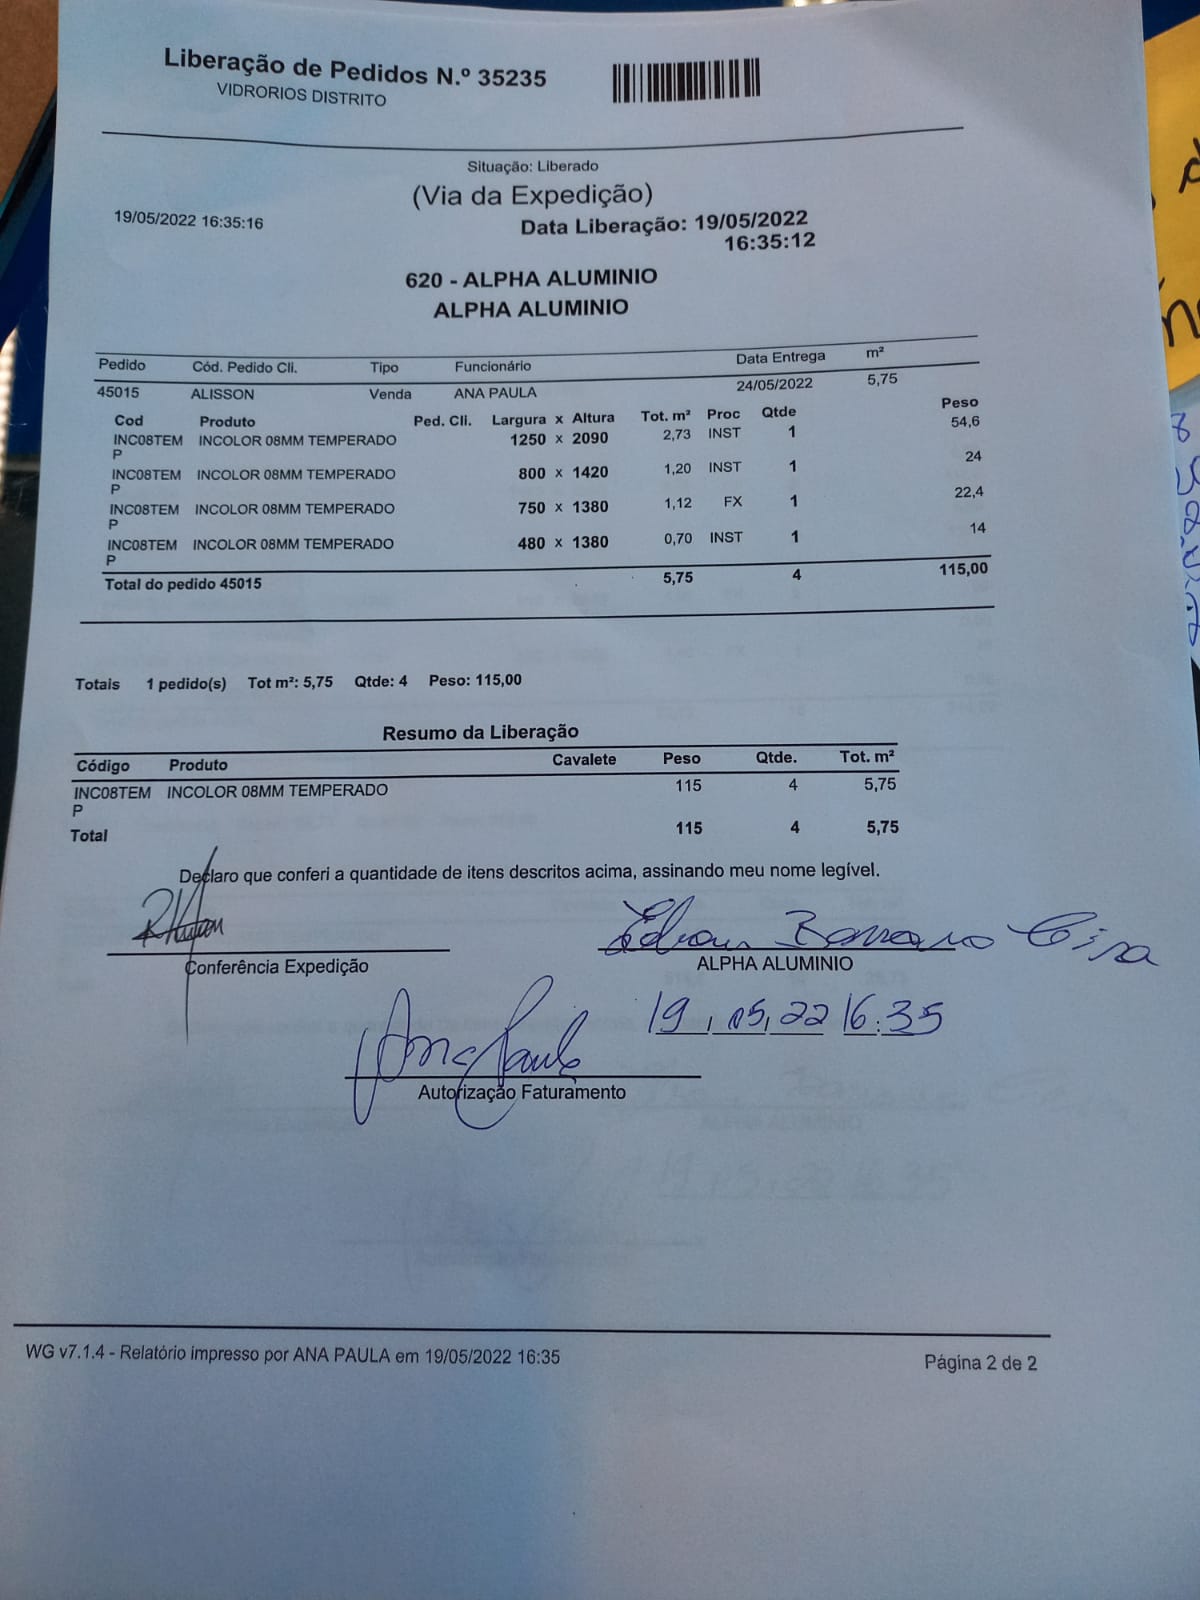 Liberação de Pedidos N.º 35235
VIDRORIOS DISTRITO
Situação: Liberado
(Via da Expedição)
19/05/2022 16:35:16
Data Liberação: 19/05/2022
16:35:12
620 - ALPHA ALUMINIO
ALPHA ALUMINIO
Pedido Cód. Pedido Cli. Tipo Funcionário Data Entrega m²
45015 ALISSON Venda ANA PAULA 24/05/2022 5,75
Cod Produto Ped. Cli. Largura x Altura Tot. m² Proc Qtde Peso
INC08TEM INCOLOR 08MM TEMPERADO 1250 x 2090 2,73 INST 1 54,6
P
INC08TEM INCOLOR 08MM TEMPERADO 800 x 1420 1,20 INST 1 24
P
INC08TEM INCOLOR 08MM TEMPERADO 750 x 1380 1,12 FX 1 22,4
P
INC08TEM INCOLOR 08MM TEMPERADO 480 x 1380 0,70 INST 1 14
P
Total do pedido 45015 5,75 4 115,00
Totais 1 pedido(s) Tot m²: 5,75 Qtde: 4 Peso: 115,00
Resumo da Liberação
Código Produto Cavalete Peso Qtde. Tot. m²
INC08TEM INCOLOR 08MM TEMPERADO 115 4 5,75
P
Total 115 4 5,75
Declaro que conferi a quantidade de itens descritos acima, assinando meu nome legível.
Conferência Expedição
ALPHA ALUMINIO
19, 05, 22 16:35
Ana Paula
Autorização Faturamento
WG v7.1.4 - Relatório impresso por ANA PAULA em 19/05/2022 16:35
Página 2 de 2